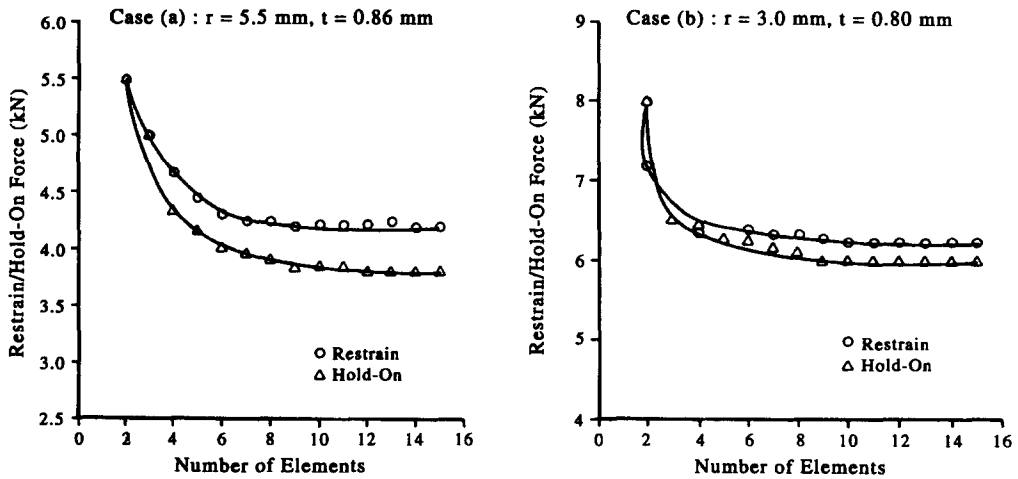 Case (a) : r = 5.5 mm, t = 0.86 mm
Restrain/Hold-On Force (kN)
6.0
5.5
5.0
4.5
4.0
3.5
3.0
2.5
0 2 4 6 8 10 12 14 16
Number of Elements
Restrain
Hold-On
Case (b) : r = 3.0 mm, t = 0.80 mm
Restrain/Hold-On Force (kN)
9
8
7
6
5
4
0 2 4 6 8 10 12 14 16
Number of Elements
Restrain
Hold-On